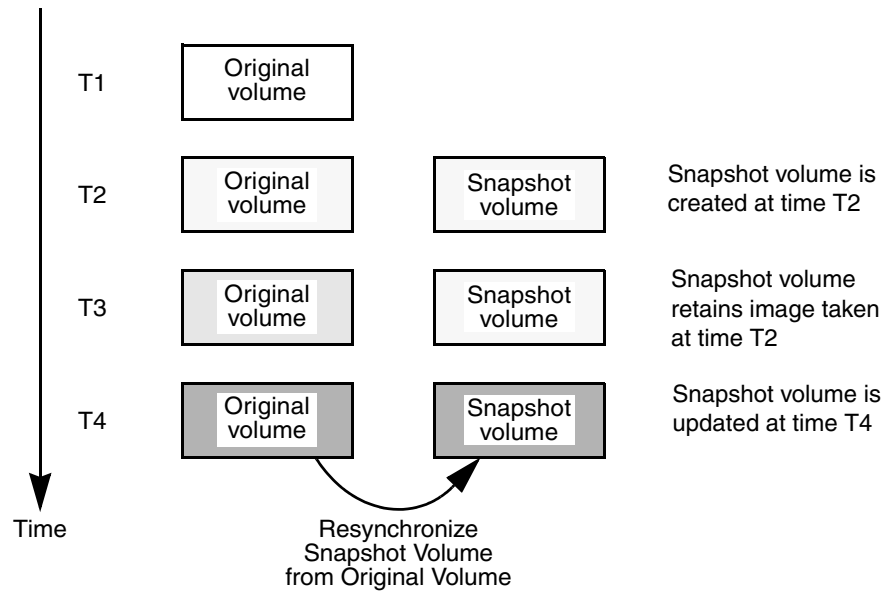 T1
Original
volume
T2
Original
volume
Snapshot
volume
Snapshot volume is
created at time T2
T3
Original
volume
Snapshot
volume
Snapshot volume
retains image taken
at time T2
T4
Original
volume
Snapshot
volume
Snapshot volume is
updated at time T4
Time
Resynchronize
Snapshot Volume
from Original Volume